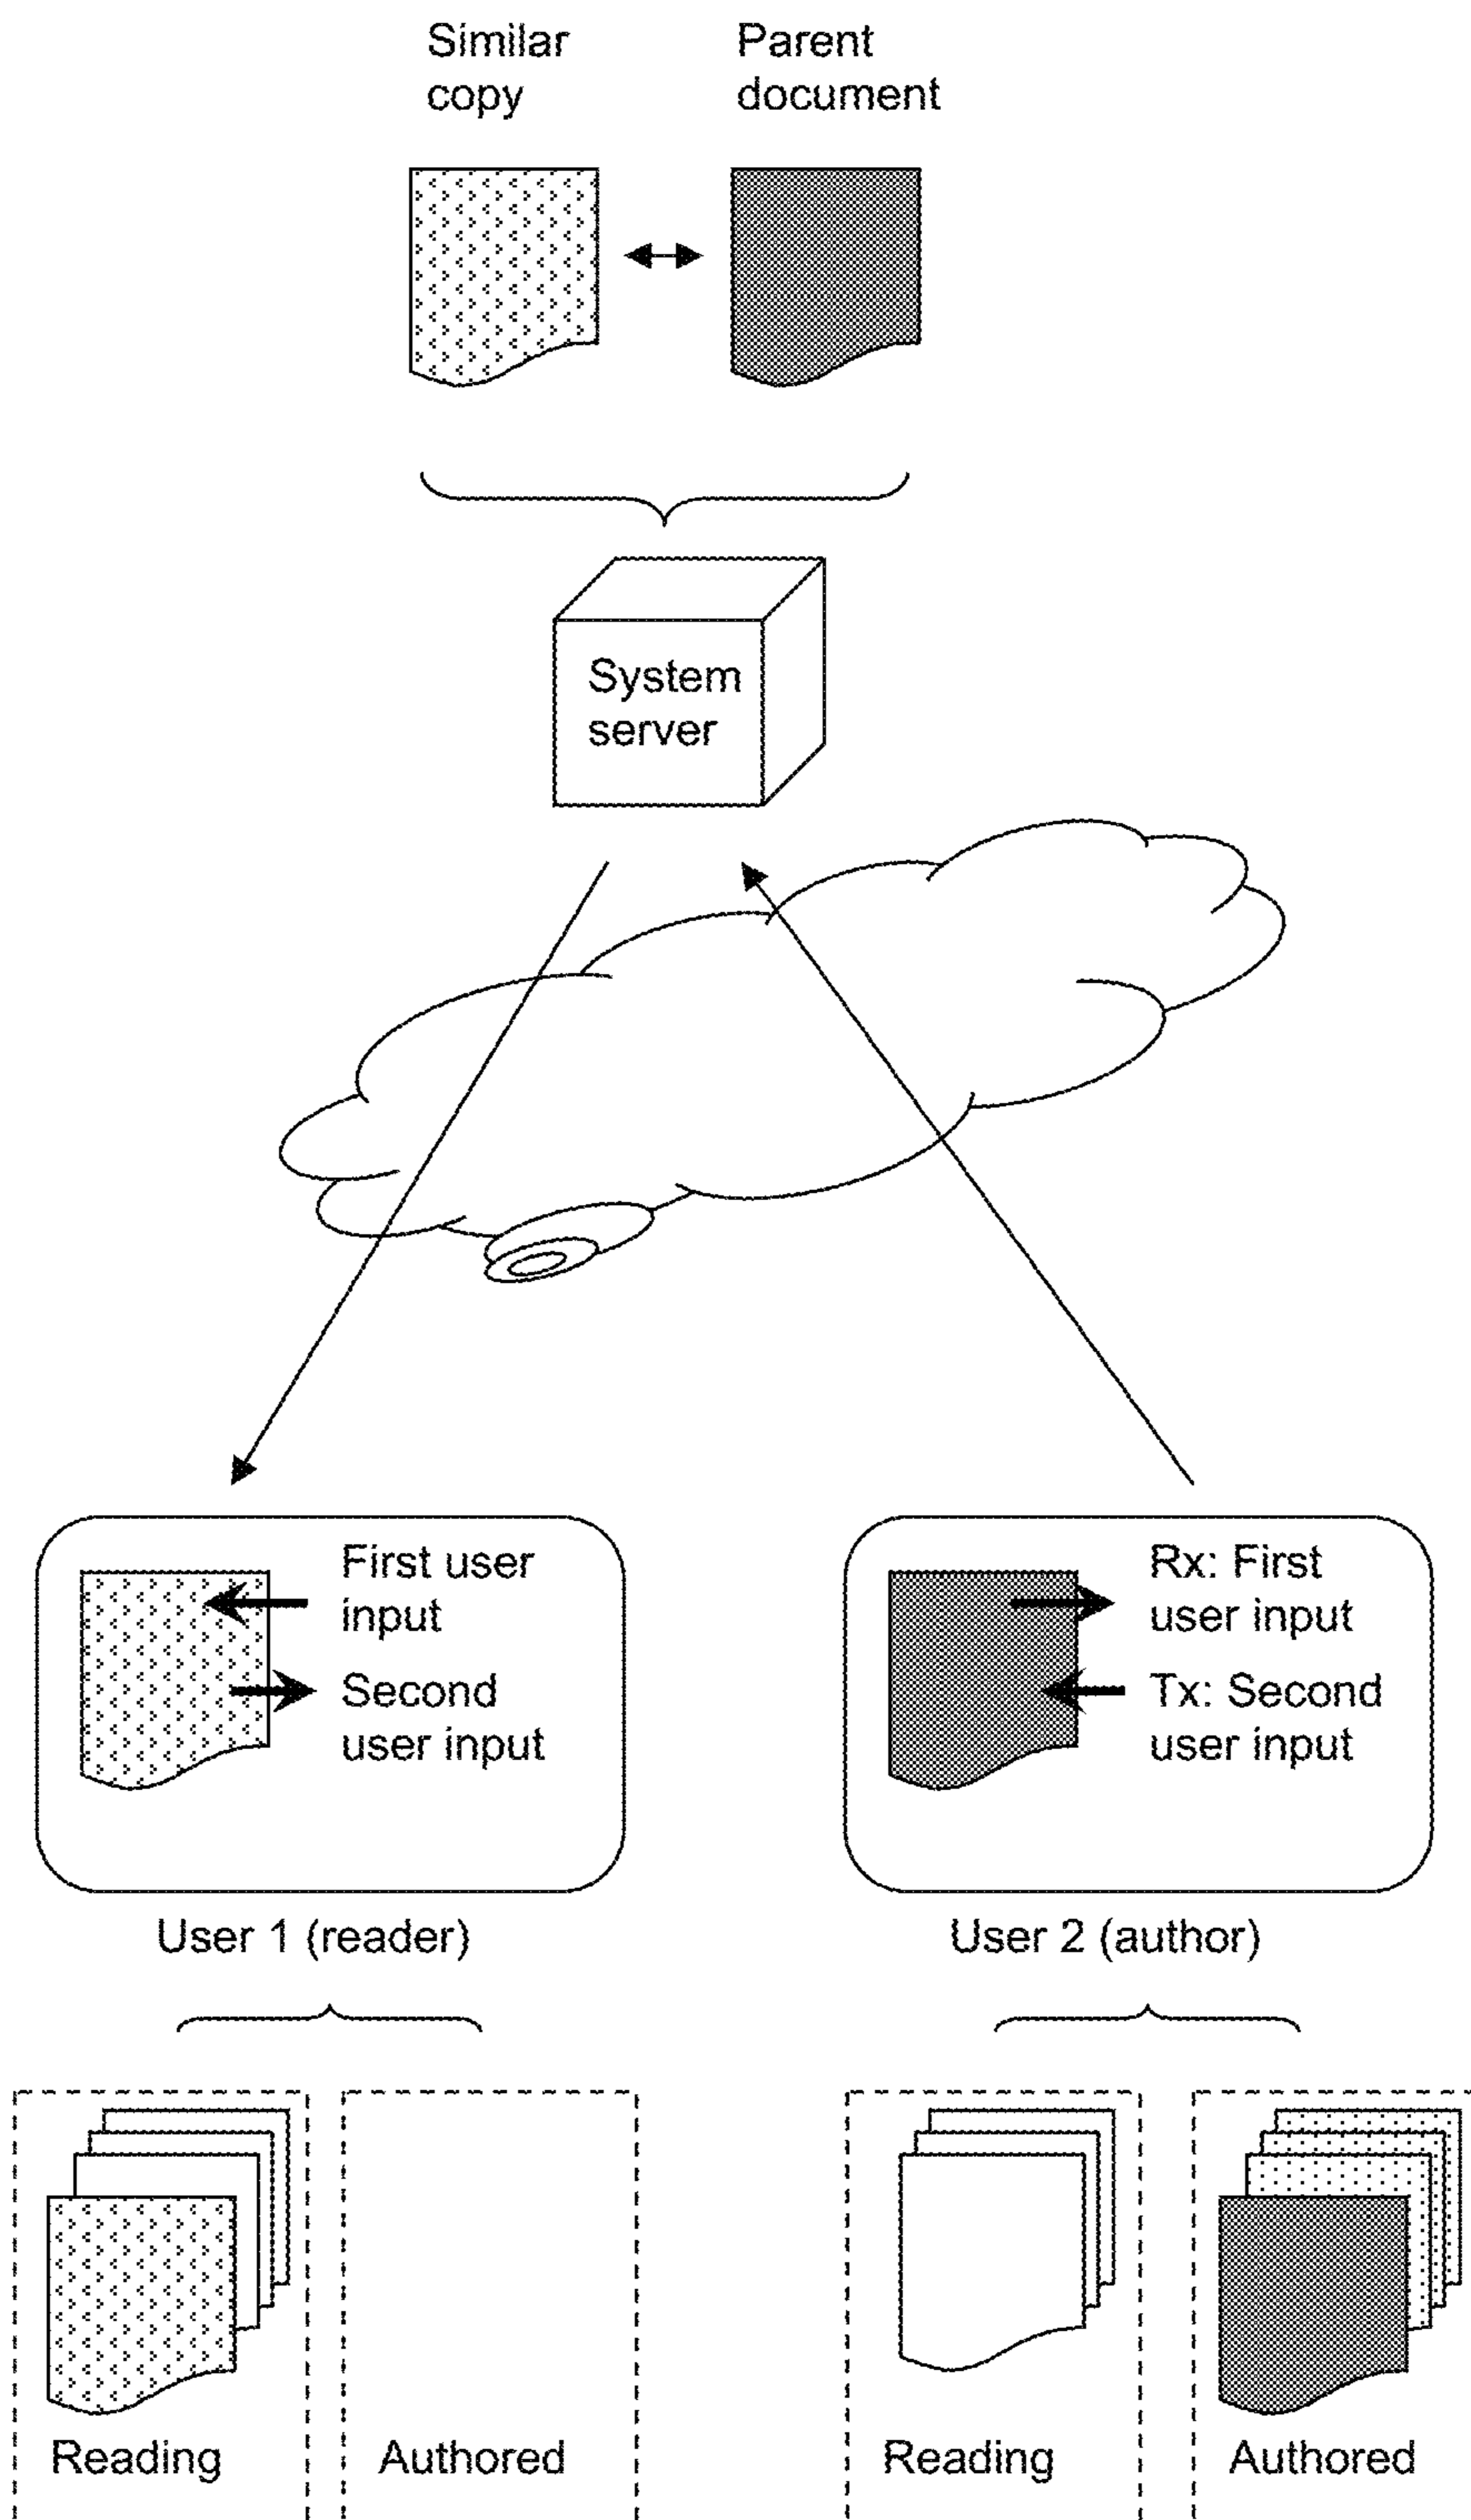 Similar
copy
Parent
document
System
server
First user
input
Second
user input
User 1 (reader)
Rx: First
user input
Tx: Second
user input
User 2 (author)
Reading
Authored
Reading
Authored